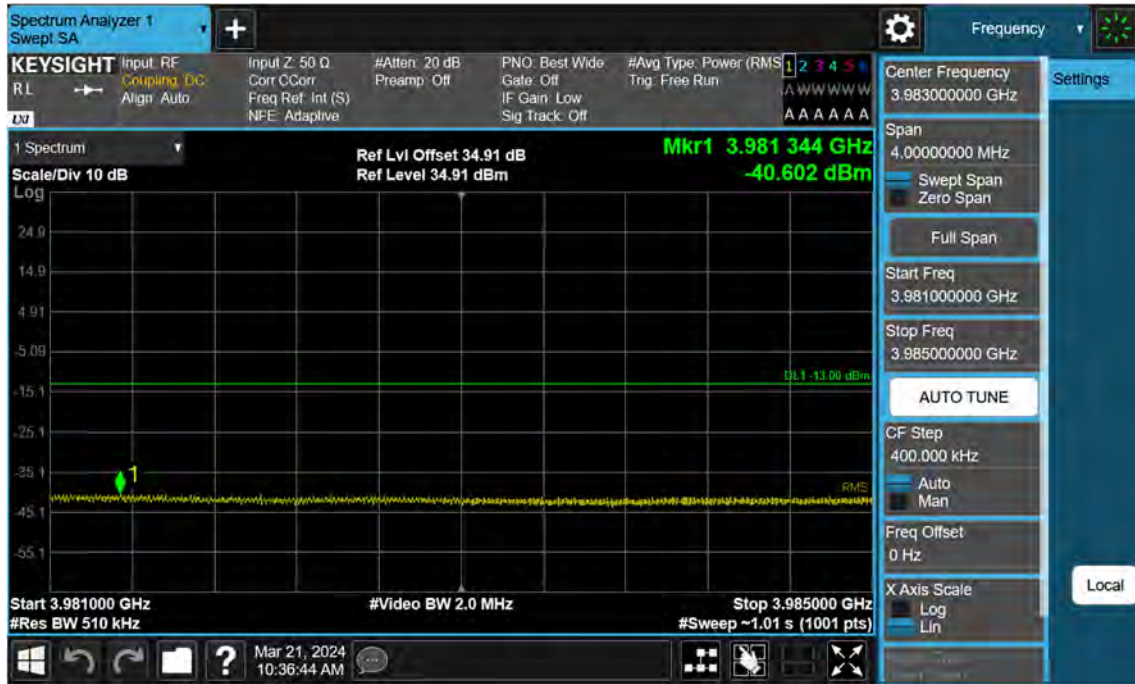 Spectrum Analyzer 1
Swept SA
+
Frequency
KEYSIGHT
RL
LXI
Input: RF
Coupling: DC
Align: Auto
Input Z: 50 Ω
Corr CCorr
Freq Ref: Int (S)
NFE: Adaptive
#Atten: 20 dB
Preamp: Off
PNO: Best Wide
Gate: Off
IF Gain: Low
Sig Track: Off
#Avg Type: Power (RMS
Trig: Free Run
1 2 3 4 5 6
A W W W W W
A A A A A A
1 Spectrum
Scale/Div 10 dB
Ref Lvl Offset 34.91 dB
Ref Level 34.91 dBm
Mkr1 3.981 344 GHz
-40.602 dBm
Log
24.9
14.9
4.91
-5.09
DL1 -13.00 dBm
-15.1
-25.1
-35.1
1
RMS
-45.1
-55.1
Start 3.981000 GHz
#Video BW 2.0 MHz
Stop 3.985000 GHz
#Res BW 510 kHz
#Sweep ~1.01 s (1001 pts)
Mar 21, 2024
10:36:44 AM
?
Center Frequency
3.983000000 GHz
Settings
Span
4.00000000 MHz
Swept Span
Zero Span
Full Span
Start Freq
3.981000000 GHz
Stop Freq
3.985000000 GHz
AUTO TUNE
CF Step
400.000 kHz
Auto
Man
Freq Offset
0 Hz
X Axis Scale
Log
Lin
Local